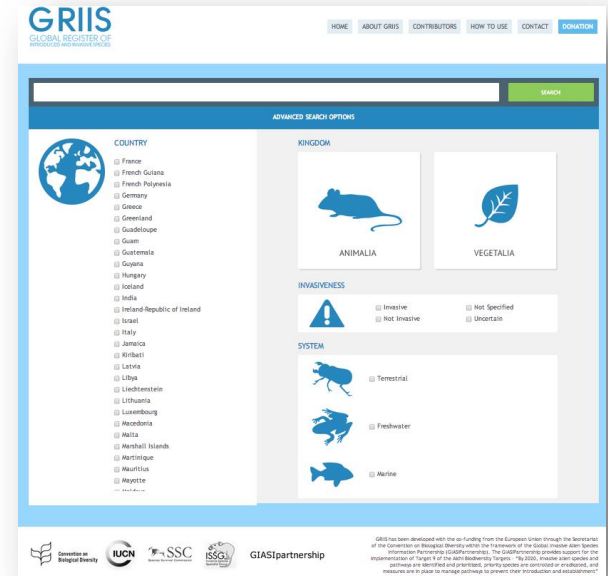 GRIIS
GLOBAL REGISTER OF
INTRODUCED AND INVASIVE SPECIES
HOME ABOUT GRIIS CONTRIBUTORS HOW TO USE CONTACT DONATION
SEARCH
ADVANCED SEARCH OPTIONS
COUNTRY
France
French Guiana
French Polynesia
Germany
Greece
Greenland
Guadeloupe
Guam
Guatemala
Guyana
Hungary
Iceland
India
Ireland-Republic of Ireland
Israel
Italy
Jamaica
Kiribati
Latvia
Libya
Liechtenstein
Lithuania
Luxembourg
Macedonia
Malta
Marshall Islands
Martinique
Mauritius
Mayotte
KINGDOM
ANIMALIA VEGETALIA
INVASIVENESS
Invasive Not Specified
Not Invasive Uncertain
SYSTEM
Terrestrial
Freshwater
Marine
Convention on
Biological Diversity
IUCN
SSC
Species Survival Commission
ISSG
GIASIpartnership
GRIIS has been developed with the co-funding from the European Union through the Secretariat
of the Convention on Biological Diversity within the framework of the Global Invasive Alien Species
Information Partnership (GIASIPartnership). The GIASIPartnership provides support for the
implementation of Target 9 of the Aichi Biodiversity Targets - "By 2020, invasive alien species and
pathways are identified and prioritised, priority species are controlled or eradicated, and
measures are in place to manage pathways to prevent their introduction and establishment"